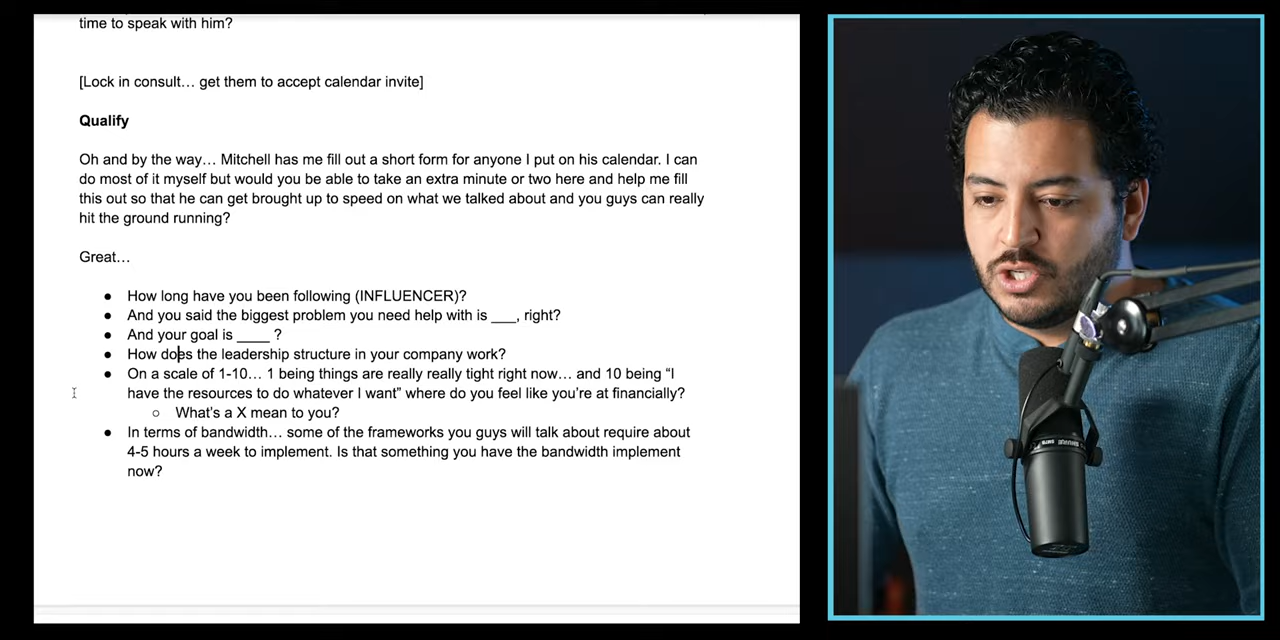 time to speak with him?
[Lock in consult… get them to accept calendar invite]
Qualify
Oh and by the way… Mitchell has me fill out a short form for anyone I put on his calendar. I can
do most of it myself but would you be able to take an extra minute or two here and help me fill
this out so that he can get brought up to speed on what we talked about and you guys can really
hit the ground running?
Great…
● How long have you been following (INFLUENCER)?
● And you said the biggest problem you need help with is ___, right?
● And your goal is ____ ?
● How does the leadership structure in your company work?
● On a scale of 1-10… 1 being things are really really tight right now… and 10 being “I
have the resources to do whatever I want” where do you feel like you’re at financially?
○ What’s a X mean to you?
● In terms of bandwidth… some of the frameworks you guys will talk about require about
4-5 hours a week to implement. Is that something you have the bandwidth implement
now?